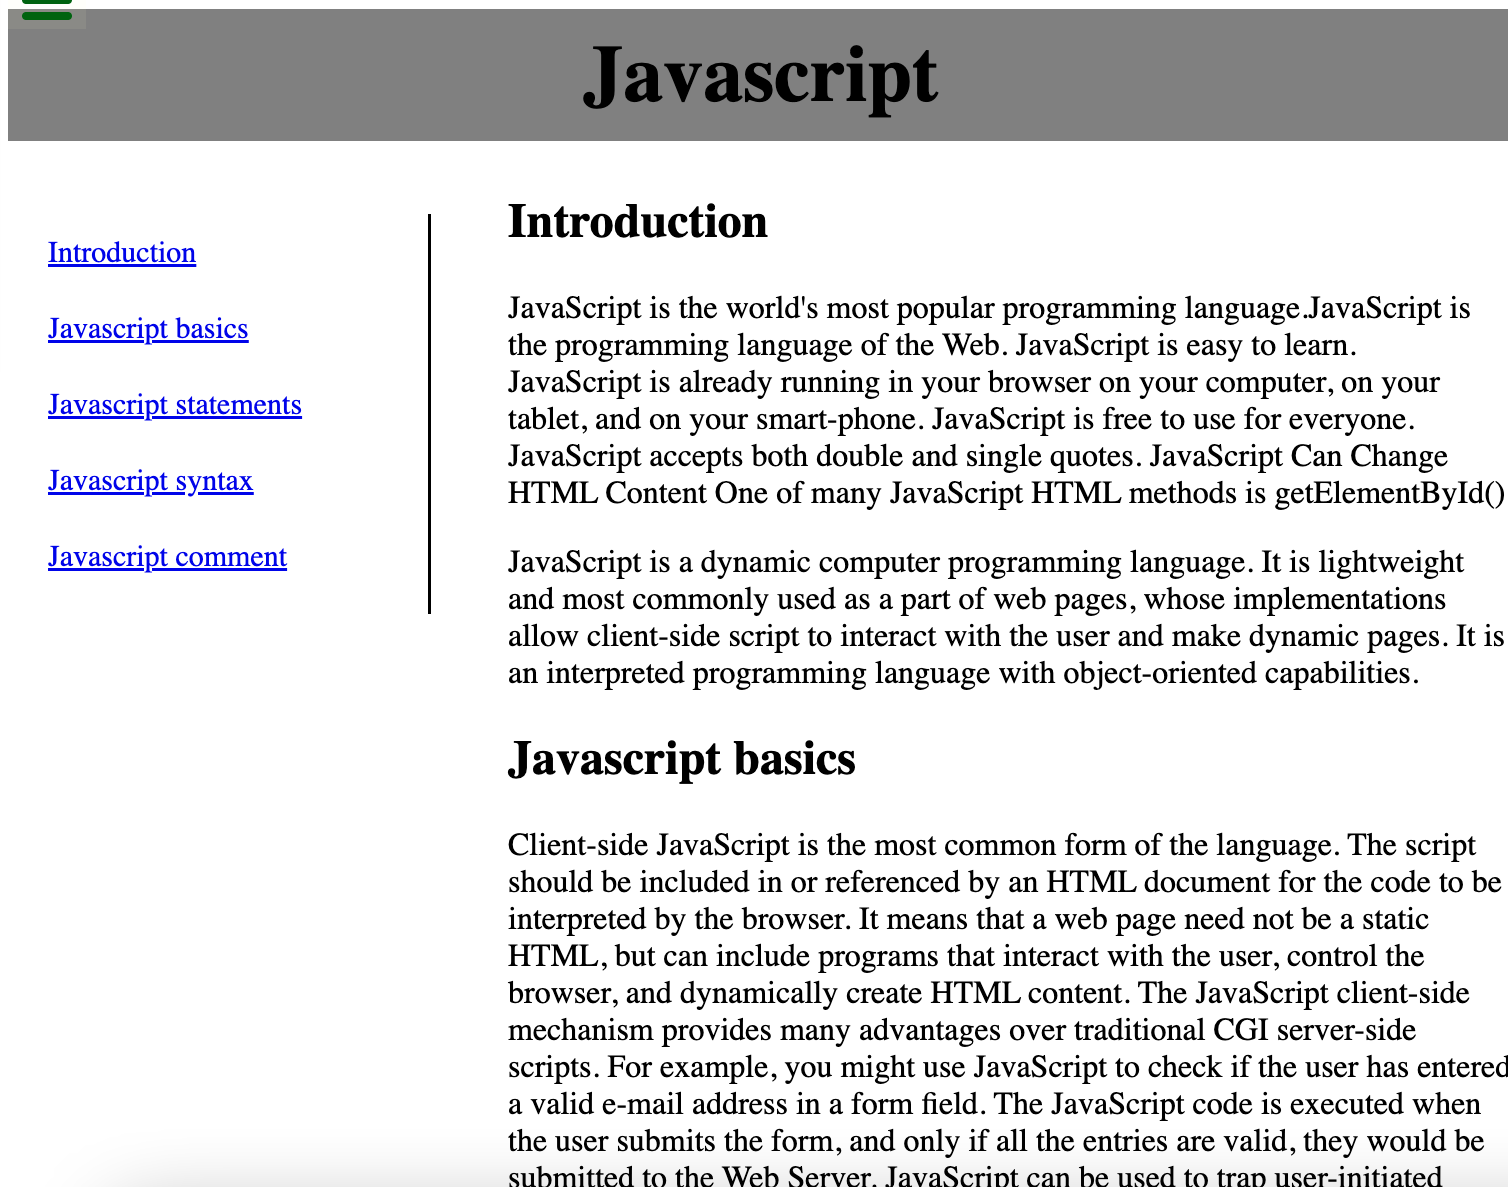 Javascript
Introduction
Javascript basics
Javascript statements
Javascript syntax
Javascript comment
Introduction
JavaScript is the world's most popular programming language.JavaScript is
the programming language of the Web. JavaScript is easy to learn.
JavaScript is already running in your browser on your computer, on your
tablet, and on your smart-phone. JavaScript is free to use for everyone.
JavaScript accepts both double and single quotes. JavaScript Can Change
HTML Content One of many JavaScript HTML methods is getElementById()
JavaScript is a dynamic computer programming language. It is lightweight
and most commonly used as a part of web pages, whose implementations
allow client-side script to interact with the user and make dynamic pages. It is
an interpreted programming language with object-oriented capabilities.
Javascript basics
Client-side JavaScript is the most common form of the language. The script
should be included in or referenced by an HTML document for the code to be
interpreted by the browser. It means that a web page need not be a static
HTML, but can include programs that interact with the user, control the
browser, and dynamically create HTML content. The JavaScript client-side
mechanism provides many advantages over traditional CGI server-side
scripts. For example, you might use JavaScript to check if the user has entered
a valid e-mail address in a form field. The JavaScript code is executed when
the user submits the form, and only if all the entries are valid, they would be
submitted to the Web Server. JavaScript can be used to trap user-initiated